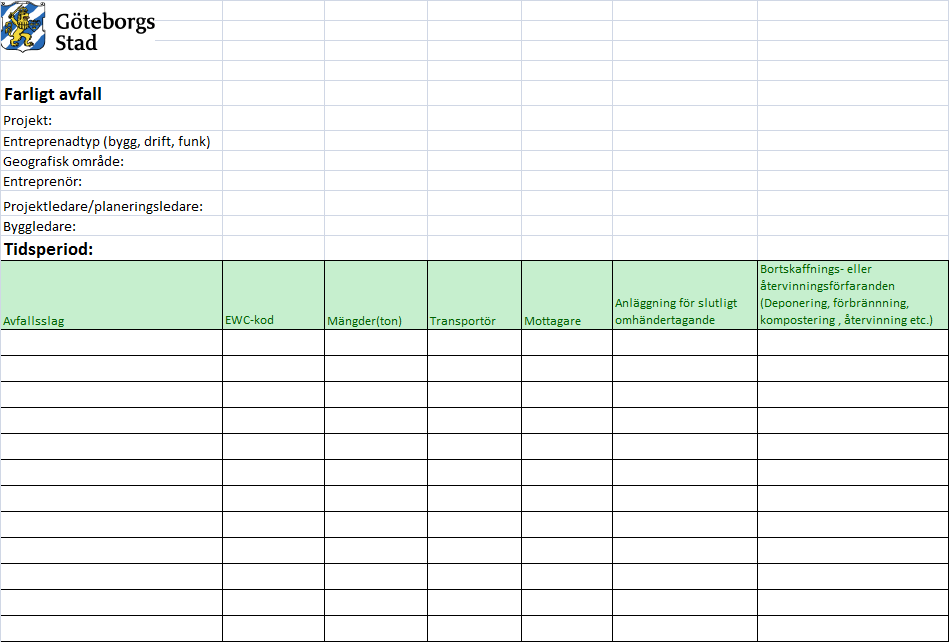 Göteborgs
Stad
Farligt avfall
Projekt:
Entreprenadtyp (bygg, drift, funk)
Geografisk område:
Entreprenör:
Projektledare/planeringsledare:
Byggledare:
Tidsperiod:
Avfallsslag
EWC-kod
Mängder(ton)
Transportör
Mottagare
Anläggning för slutligt
omhändertagande
Bortskaffnings- eller
återvinningsförfaranden
(Deponering, förbrännning,
kompostering , återvinning etc.)